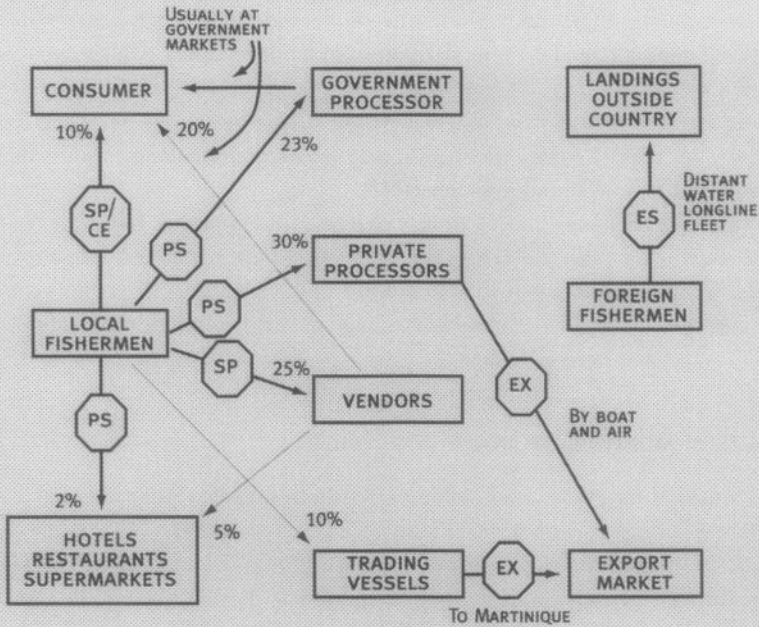 USUALLY AT
GOVERNMENT
MARKETS
CONSUMER
GOVERNMENT
PROCESSOR
LANDINGS
OUTSIDE
COUNTRY
10%
20%
23%
SP/
CE
PS
ES
DISTANT
WATER
LONGLINE
FLEET
30%
PRIVATE
PROCESSORS
LOCAL
FISHERMEN
PS
FOREIGN
FISHERMEN
SP
25%
VENDORS
EX
PS
BY BOAT
AND AIR
2%
5%
10%
HOTELS
RESTAURANTS
SUPERMARKETS
TRADING
VESSELS
EX
EXPORT
MARKET
TO MARTINIQUE